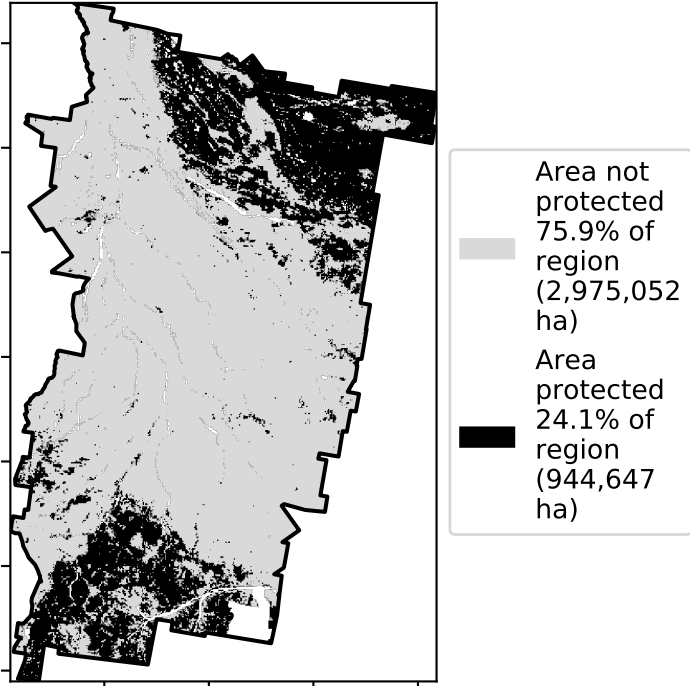 Area not
protected
75.9% of
region
(2,975,052
ha)
Area
protected
24.1% of
region
(944,647
ha)